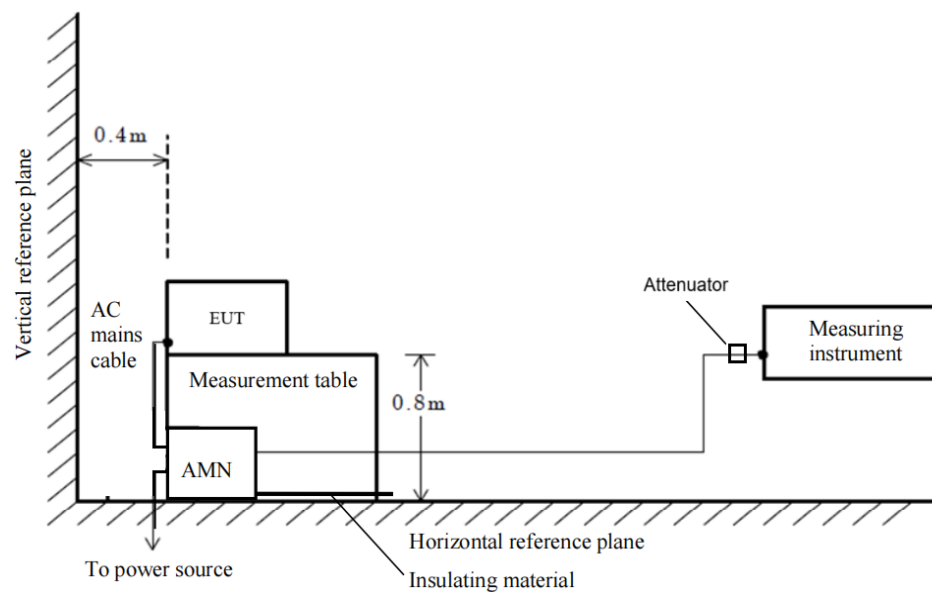 Vertical reference plane
0.4m
AC
mains
cable
EUT
Measurement table
0.8m
AMN
Attenuator
Measuring
instrument
Horizontal reference plane
To power source
Insulating material